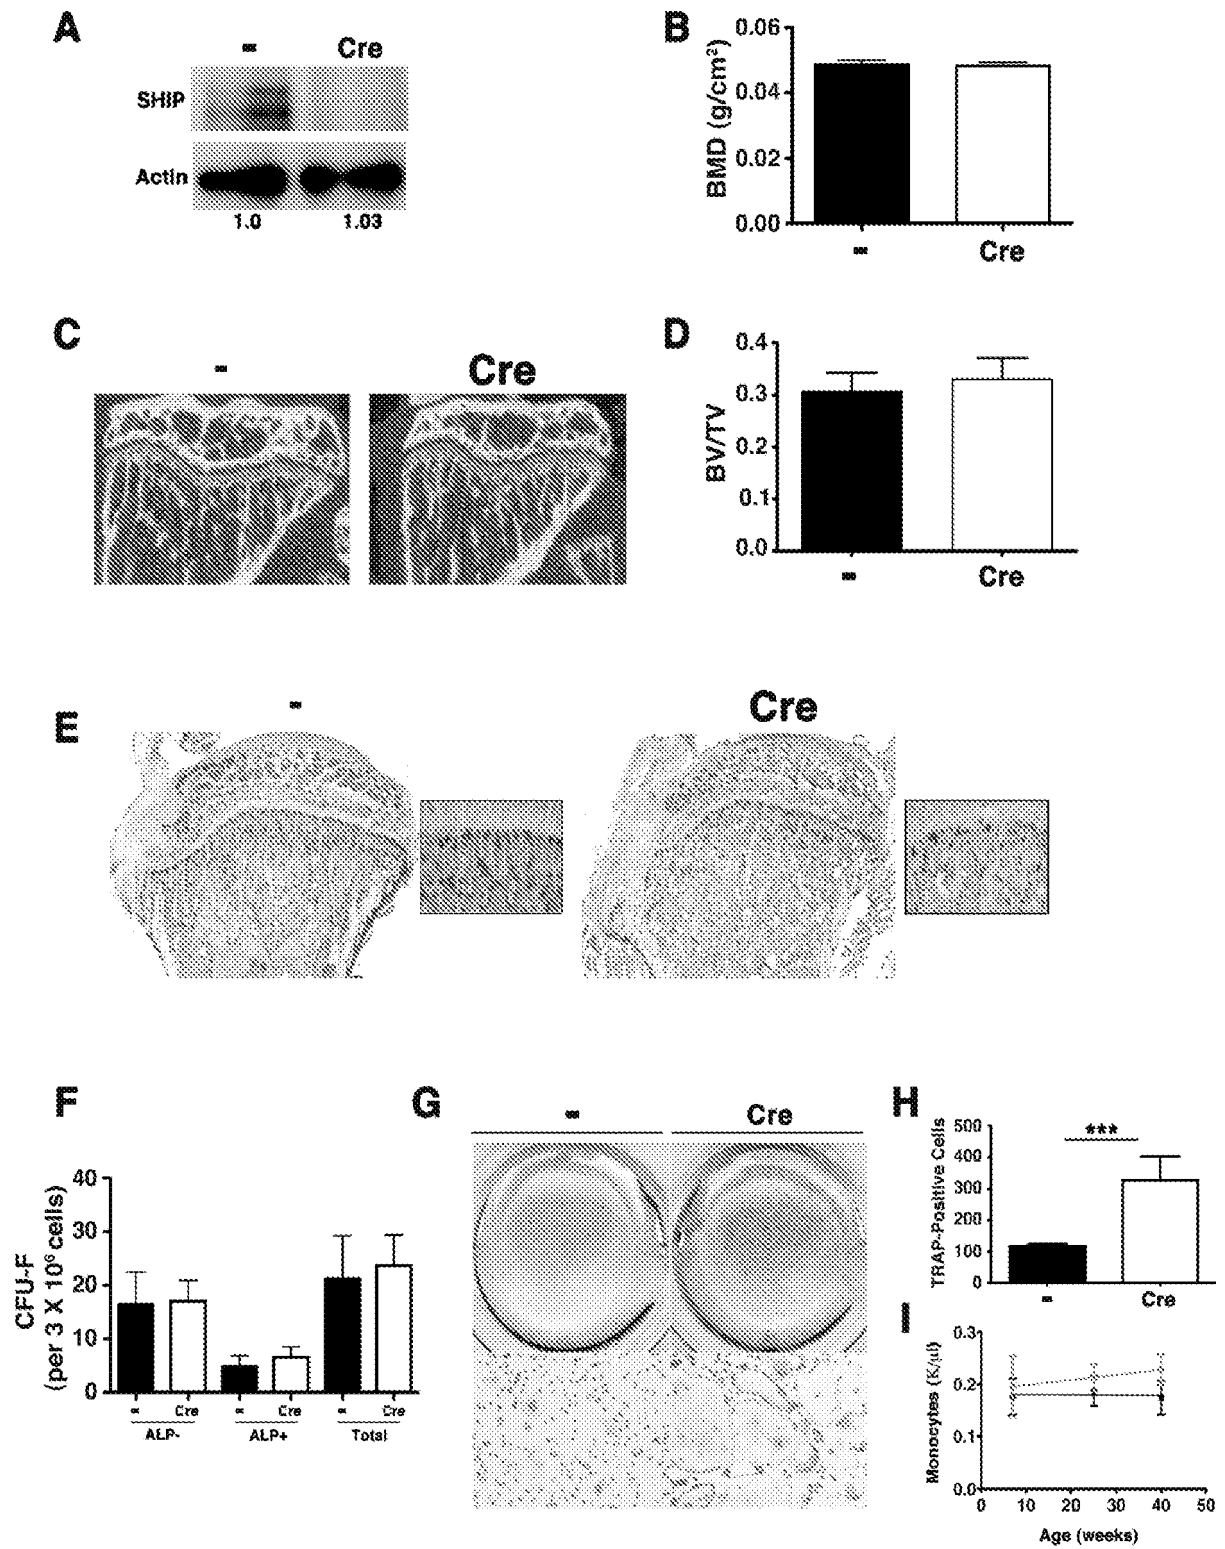 A
- Cre
SHIP
Actin
1.0 1.03
B
BMD (g/cm²)
0.06
0.04
0.02
0.00
- Cre
C
- Cre
D
BV/TV
0.4
0.3
0.2
0.1
0.0
- Cre
E
- Cre
F
CFU-F
(per 3 X 10⁶ cells)
40
30
20
10
0
- Cre - Cre - Cre
ALP- ALP+ Total
G
- Cre
H
TRAP-Positive Cells
500
400
300
200
100
0
***
- Cre
I
Monocytes (K/µl)
0.3
0.2
0.1
0.0
0 10 20 30 40 50
Age (weeks)